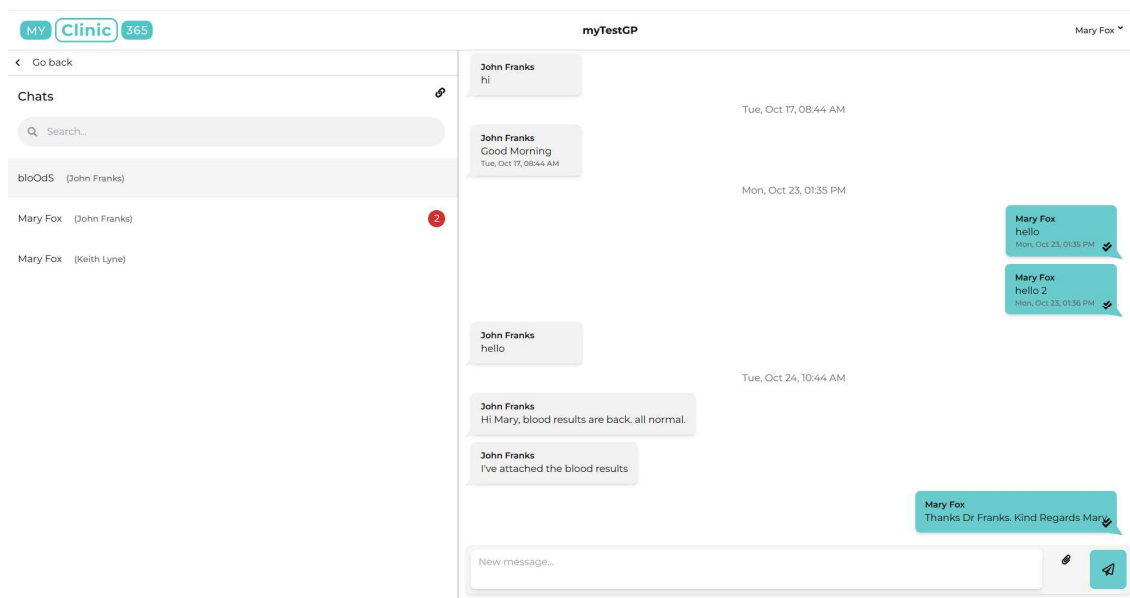 MY Clinic 365
myTestGP
Mary Fox
Go back
Chats
Search...
bloOdS (John Franks)
Mary Fox (John Franks) 2
Mary Fox (Keith Lyne)
John Franks
hi
Tue, Oct 17, 08:44 AM
John Franks
Good Morning
Tue, Oct 17, 08:44 AM
Mon, Oct 23, 01:35 PM
Mary Fox
hello
Mon, Oct 23, 01:35 PM
Mary Fox
hello 2
Mon, Oct 23, 01:36 PM
John Franks
hello
Tue, Oct 24, 10:44 AM
John Franks
Hi Mary, blood results are back. all normal.
John Franks
I've attached the blood results
Mary Fox
Thanks Dr Franks. Kind Regards Mary.
New message...